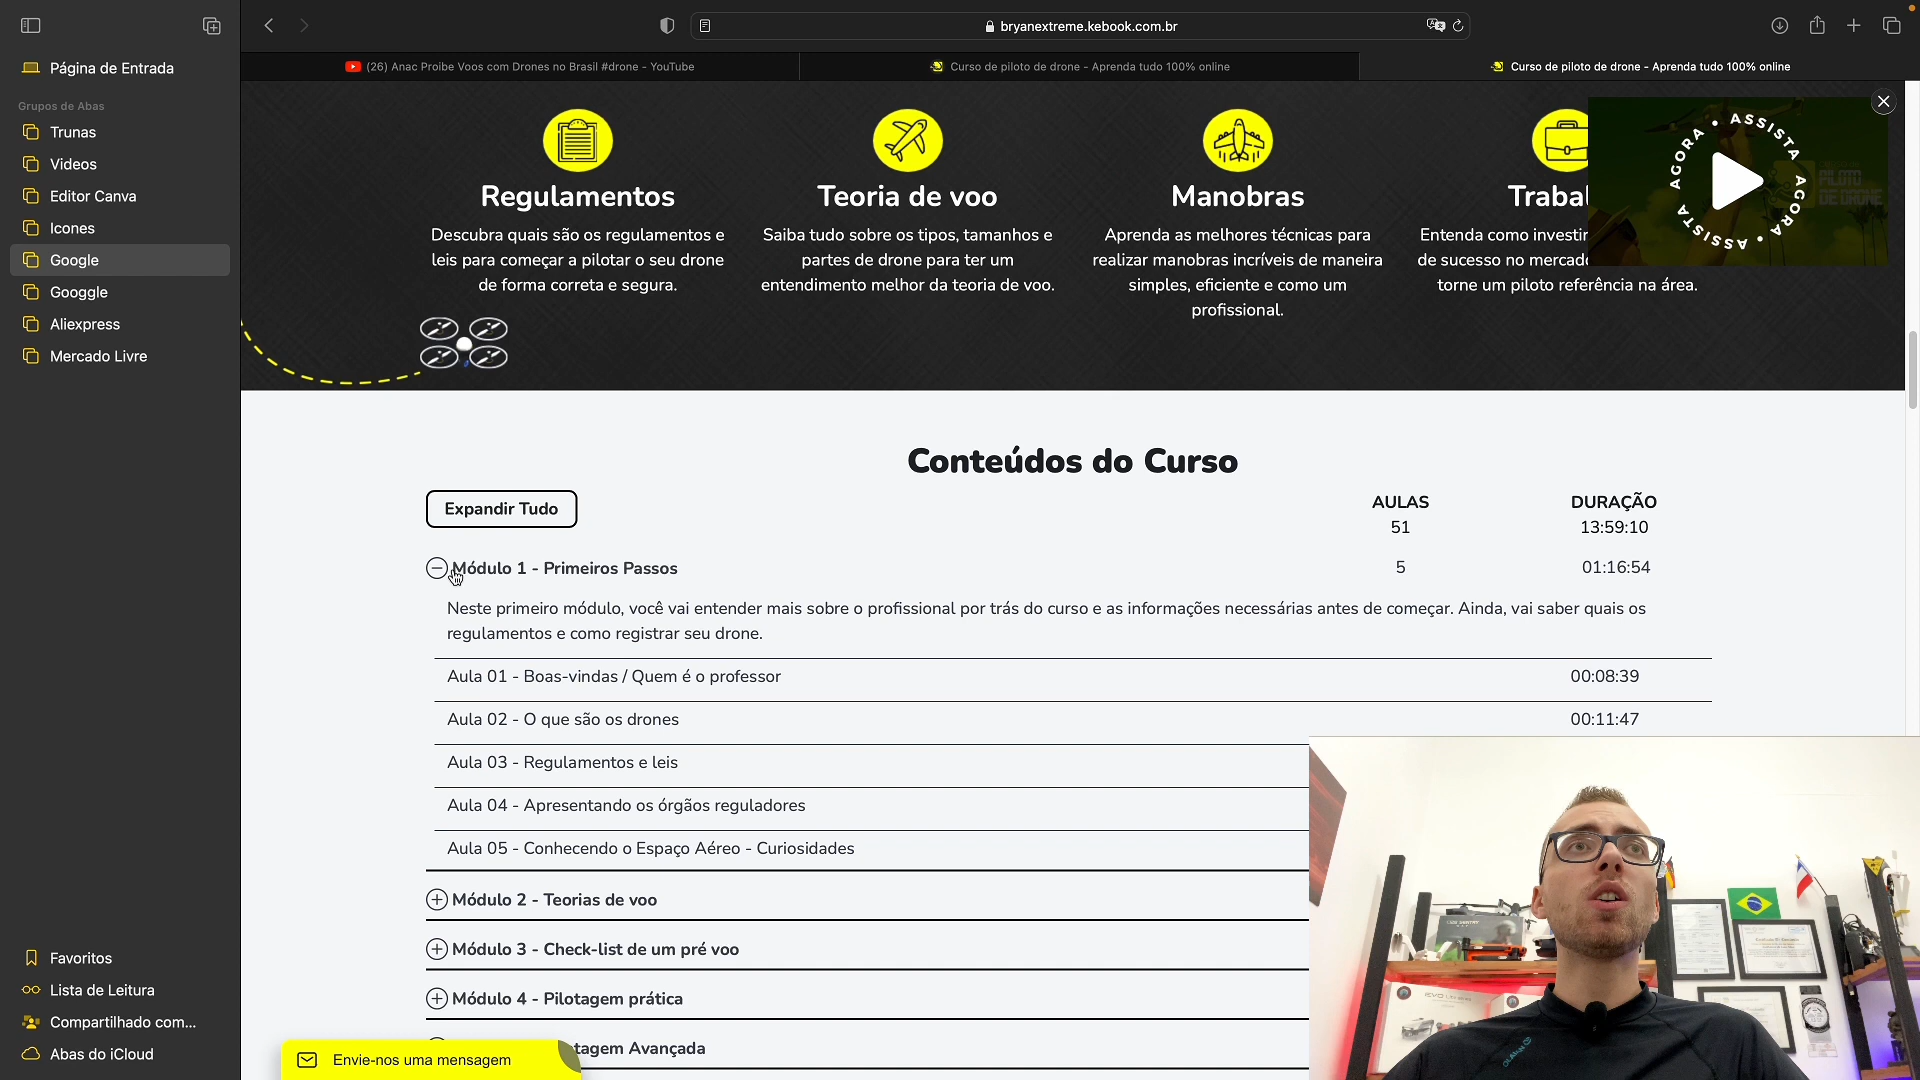 bryanextreme.kebook.com.br
(26) Anac Proibe Voos com Drones no Brasil #drone - YouTube
Curso de piloto de drone - Aprenda tudo 100% online
Curso de piloto de drone - Aprenda tudo 100% online
Página de Entrada
Grupos de Abas
Trunas
Videos
Editor Canva
Icones
Google
Googgle
Aliexpress
Mercado Livre
Favoritos
Lista de Leitura
Compartilhado com...
Abas do iCloud
Regulamentos
Descubra quais são os regulamentos e
leis para começar a pilotar o seu drone
de forma correta e segura.
Teoria de voo
Saiba tudo sobre os tipos, tamanhos e
partes de drone para ter um
entendimento melhor da teoria de voo.
Manobras
Aprenda as melhores técnicas para
realizar manobras incríveis de maneira
simples, eficiente e como um
profissional.
Trabal
Entenda como investir
de sucesso no mercado
torne um piloto referência na área.
ASSISTA AGORA • ASSISTA AGORA •
PILOTO
DE DRONE
Conteúdos do Curso
Expandir Tudo
AULAS
51
DURAÇÃO
13:59:10
Módulo 1 - Primeiros Passos
5
01:16:54
Neste primeiro módulo, você vai entender mais sobre o profissional por trás do curso e as informações necessárias antes de começar. Ainda, vai saber quais os
regulamentos e como registrar seu drone.
Aula 01 - Boas-vindas / Quem é o professor
00:08:39
Aula 02 - O que são os drones
00:11:47
Aula 03 - Regulamentos e leis
Aula 04 - Apresentando os órgãos reguladores
Aula 05 - Conhecendo o Espaço Aéreo - Curiosidades
Módulo 2 - Teorias de voo
Módulo 3 - Check-list de um pré voo
Módulo 4 - Pilotagem prática
tagem Avançada
Envie-nos uma mensagem